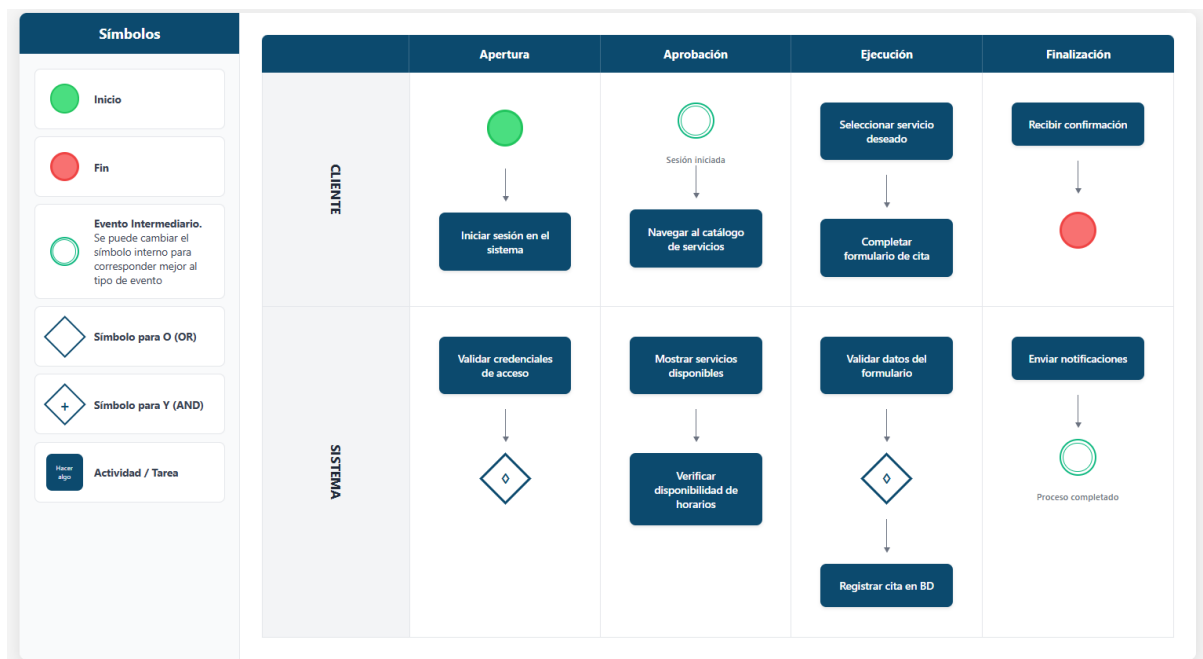 Símbolos
Inicio
Fin
Evento Intermediario.
Se puede cambiar el
símbolo interno para
corresponder mejor al
tipo de evento
Símbolo para O (OR)
+
Símbolo para Y (AND)
Hacer
algo
Actividad / Tarea
Apertura
Aprobación
Ejecución
Finalización
CLIENTE
Iniciar sesión en el
sistema
Sesión iniciada
Navegar al catálogo
de servicios
Seleccionar servicio
deseado
Completar
formulario de cita
Recibir confirmación
SISTEMA
Validar credenciales
de acceso
◊
Mostrar servicios
disponibles
Verificar
disponibilidad de
horarios
Validar datos del
formulario
◊
Registrar cita en BD
Enviar notificaciones
Proceso completado